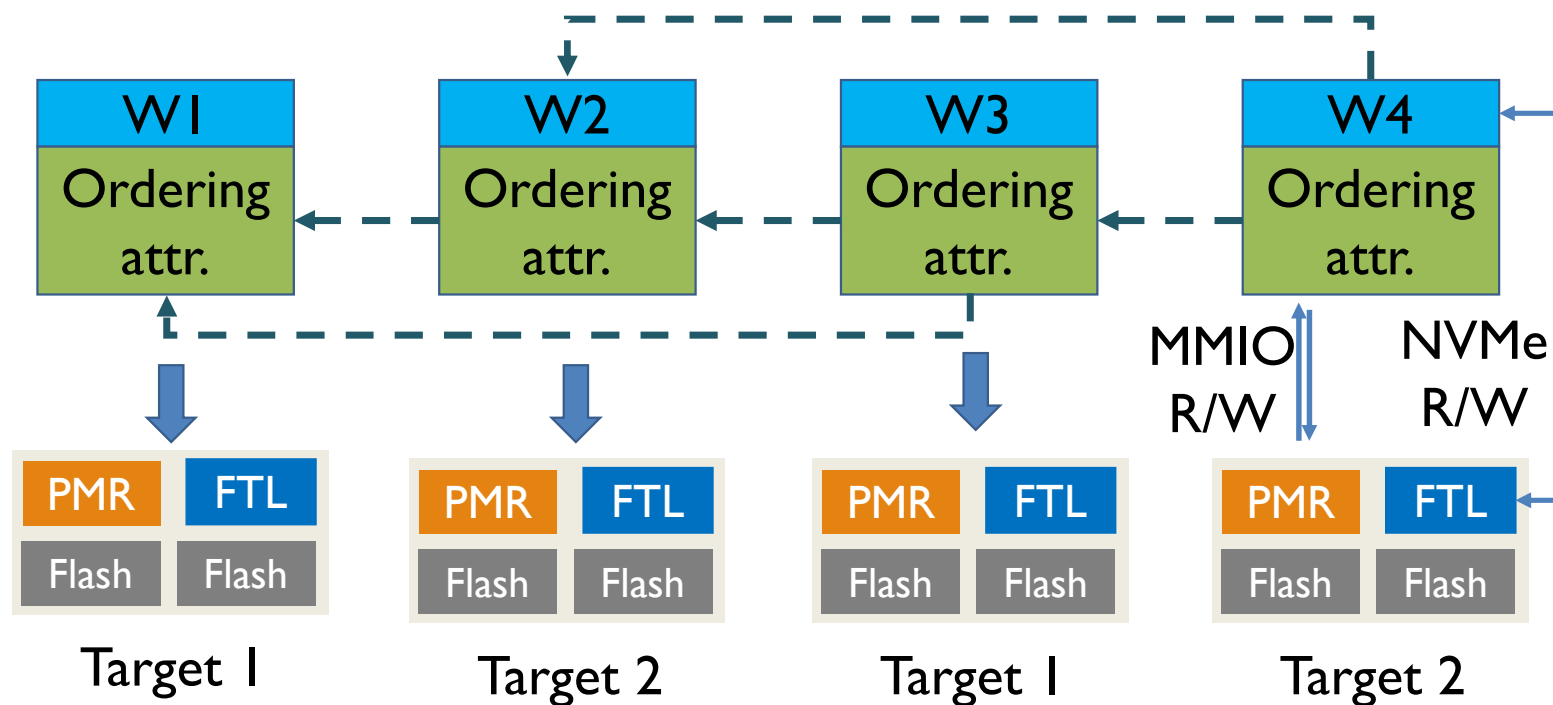 W1
W2
W3
W4
Ordering
attr.
Ordering
attr.
Ordering
attr.
Ordering
attr.
MMIO
R/W
NVMe
R/W
PMR
FTL
Flash
Flash
PMR
FTL
Flash
Flash
PMR
FTL
Flash
Flash
PMR
FTL
Flash
Flash
Target 1
Target 2
Target 1
Target 2